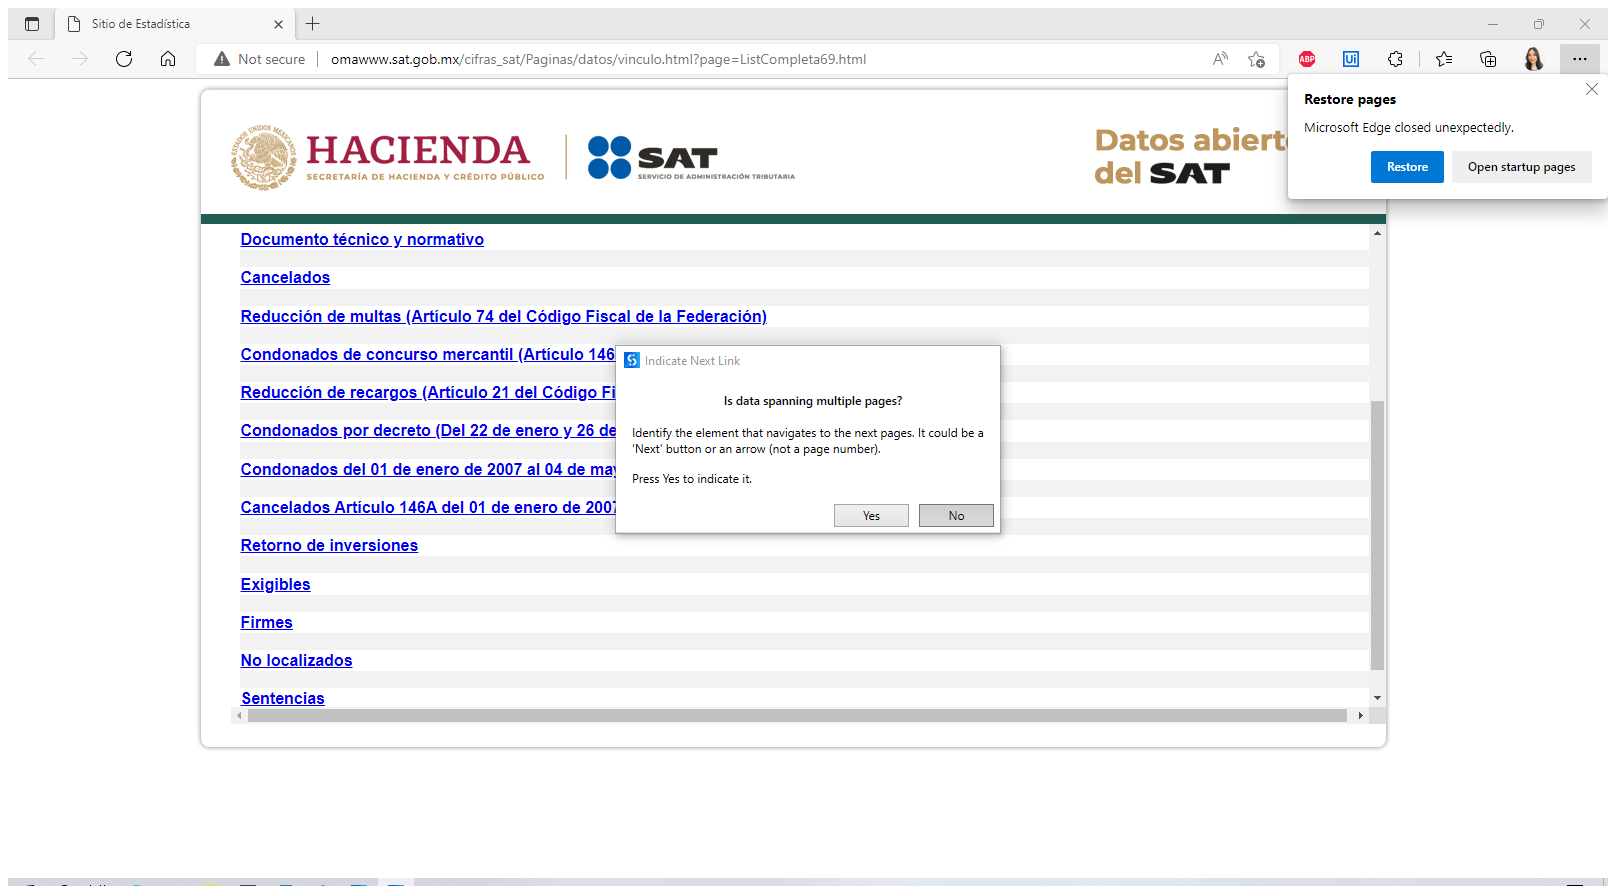 Sitio de Estadística
Not secure
omawww.sat.gob.mx/cifras_sat/Paginas/datos/vinculo.html?page=ListCompleta69.html
ABP
Ui
Restore pages
Microsoft Edge closed unexpectedly.
Restore
Open startup pages
ESTADOS UNIDOS MEXICANOS
HACIENDA
SECRETARÍA DE HACIENDA Y CRÉDITO PÚBLICO
SAT
SERVICIO DE ADMINISTRACIÓN TRIBUTARIA
Datos abiert
del SAT
Documento técnico y normativo
Cancelados
Reducción de multas (Artículo 74 del Código Fiscal de la Federación)
Condonados de concurso mercantil (Artículo 146
Reducción de recargos (Artículo 21 del Código Fi
Condonados por decreto (Del 22 de enero y 26 de
Condonados del 01 de enero de 2007 al 04 de may
Cancelados Artículo 146A del 01 de enero de 2007
Retorno de inversiones
Exigibles
Firmes
No localizados
Sentencias
Indicate Next Link
Is data spanning multiple pages?
Identify the element that navigates to the next pages. It could be a
'Next' button or an arrow (not a page number).
Press Yes to indicate it.
Yes
No